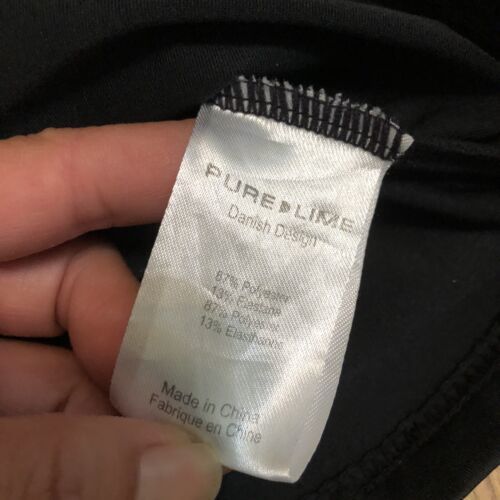 PURE LIME
Danish Design
87% Polyester
13% Elastane
87% Polyester
13% Elasthanne
Made in China
Fabrique en Chine